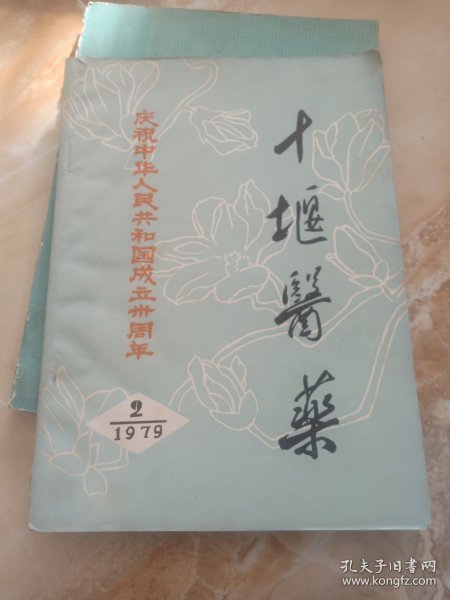 十堰醫药
庆祝中华人民共和国成立卅周年
2
1979
孔夫子旧书网
www.kongfz.com